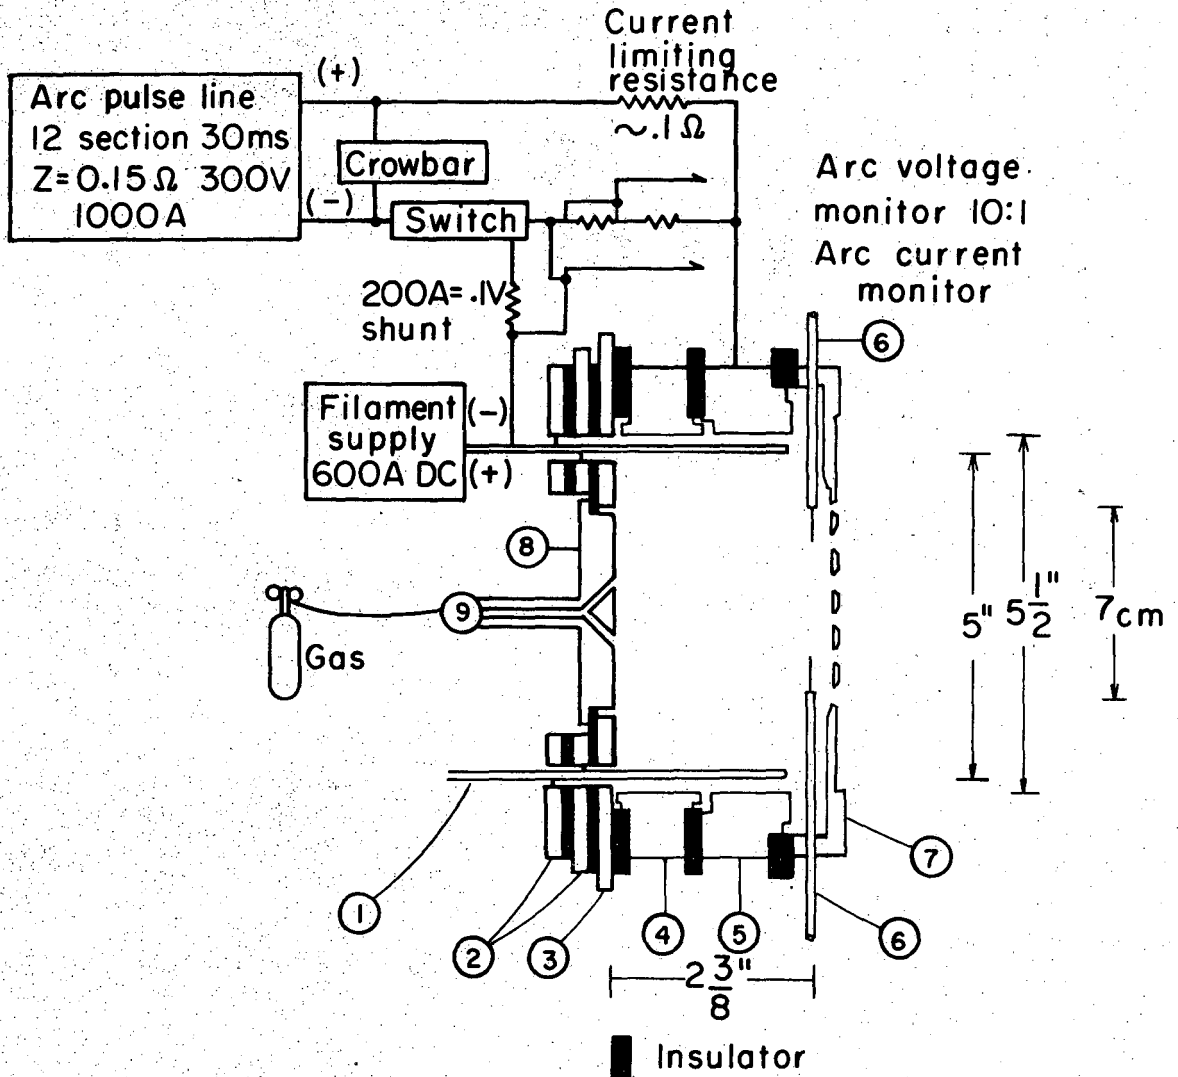 Current
limiting
resistance
~.1 Ω
(+)
Arc pulse line
12 section 30ms
Z=0.15Ω 300V
1000A
Crowbar
(-)
Switch
Arc voltage
monitor 10:1
Arc current
monitor
200A=.1V
shunt
6
Filament
supply
600A DC
(-)
(+)
8
9
Gas
5"
5 1/2"
7cm
1
2
3
4
5
6
7
2 3/8"
Insulator